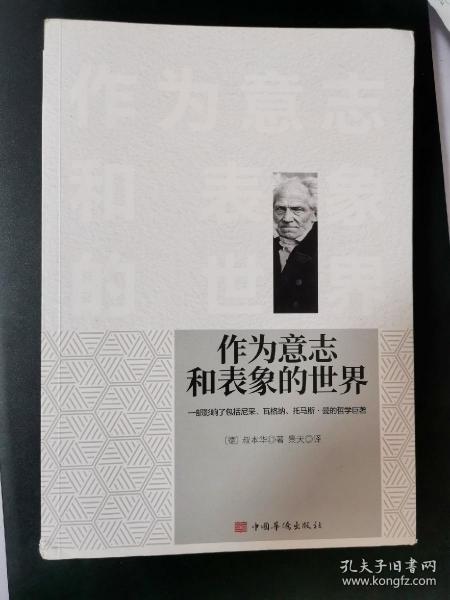 作为意志
和表象
的世界
作为意志
和表象的世界
一部影响了包括尼采、瓦格纳、托马斯·曼的哲学巨著
〔德〕叔本华◎著 景天◎译
中国华侨出版社
孔夫子旧书网
www.kongfz.com